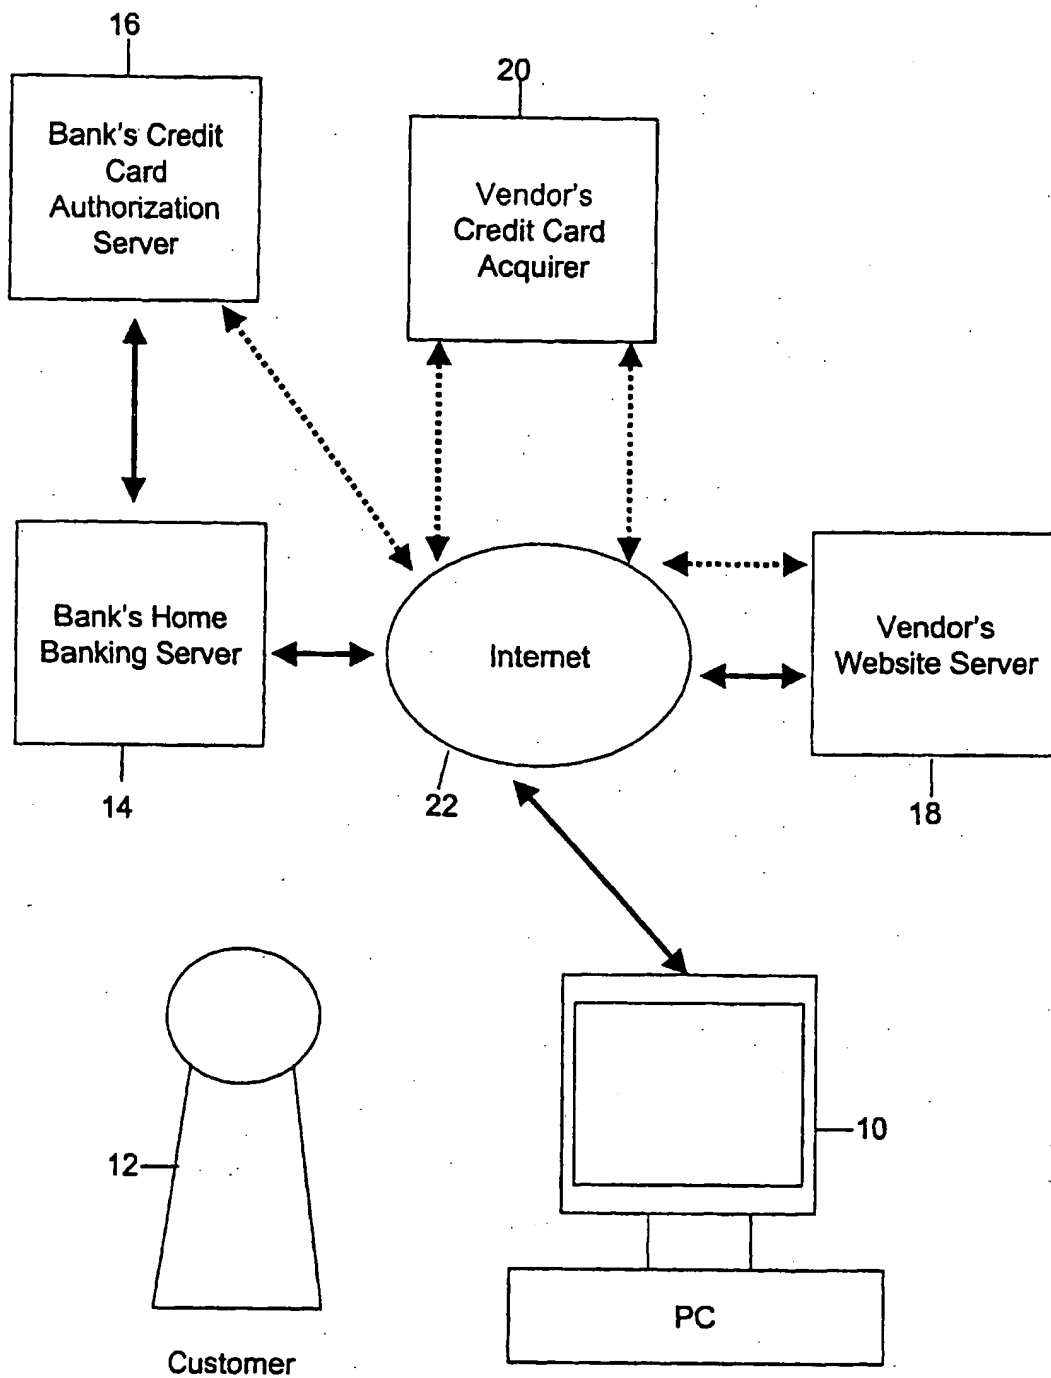 16
20
Bank's Credit
Card
Authorization
Server
Vendor's
Credit Card
Acquirer
Bank's Home
Banking Server
Internet
Vendor's
Website Server
14
22
18
12
10
PC
Customer